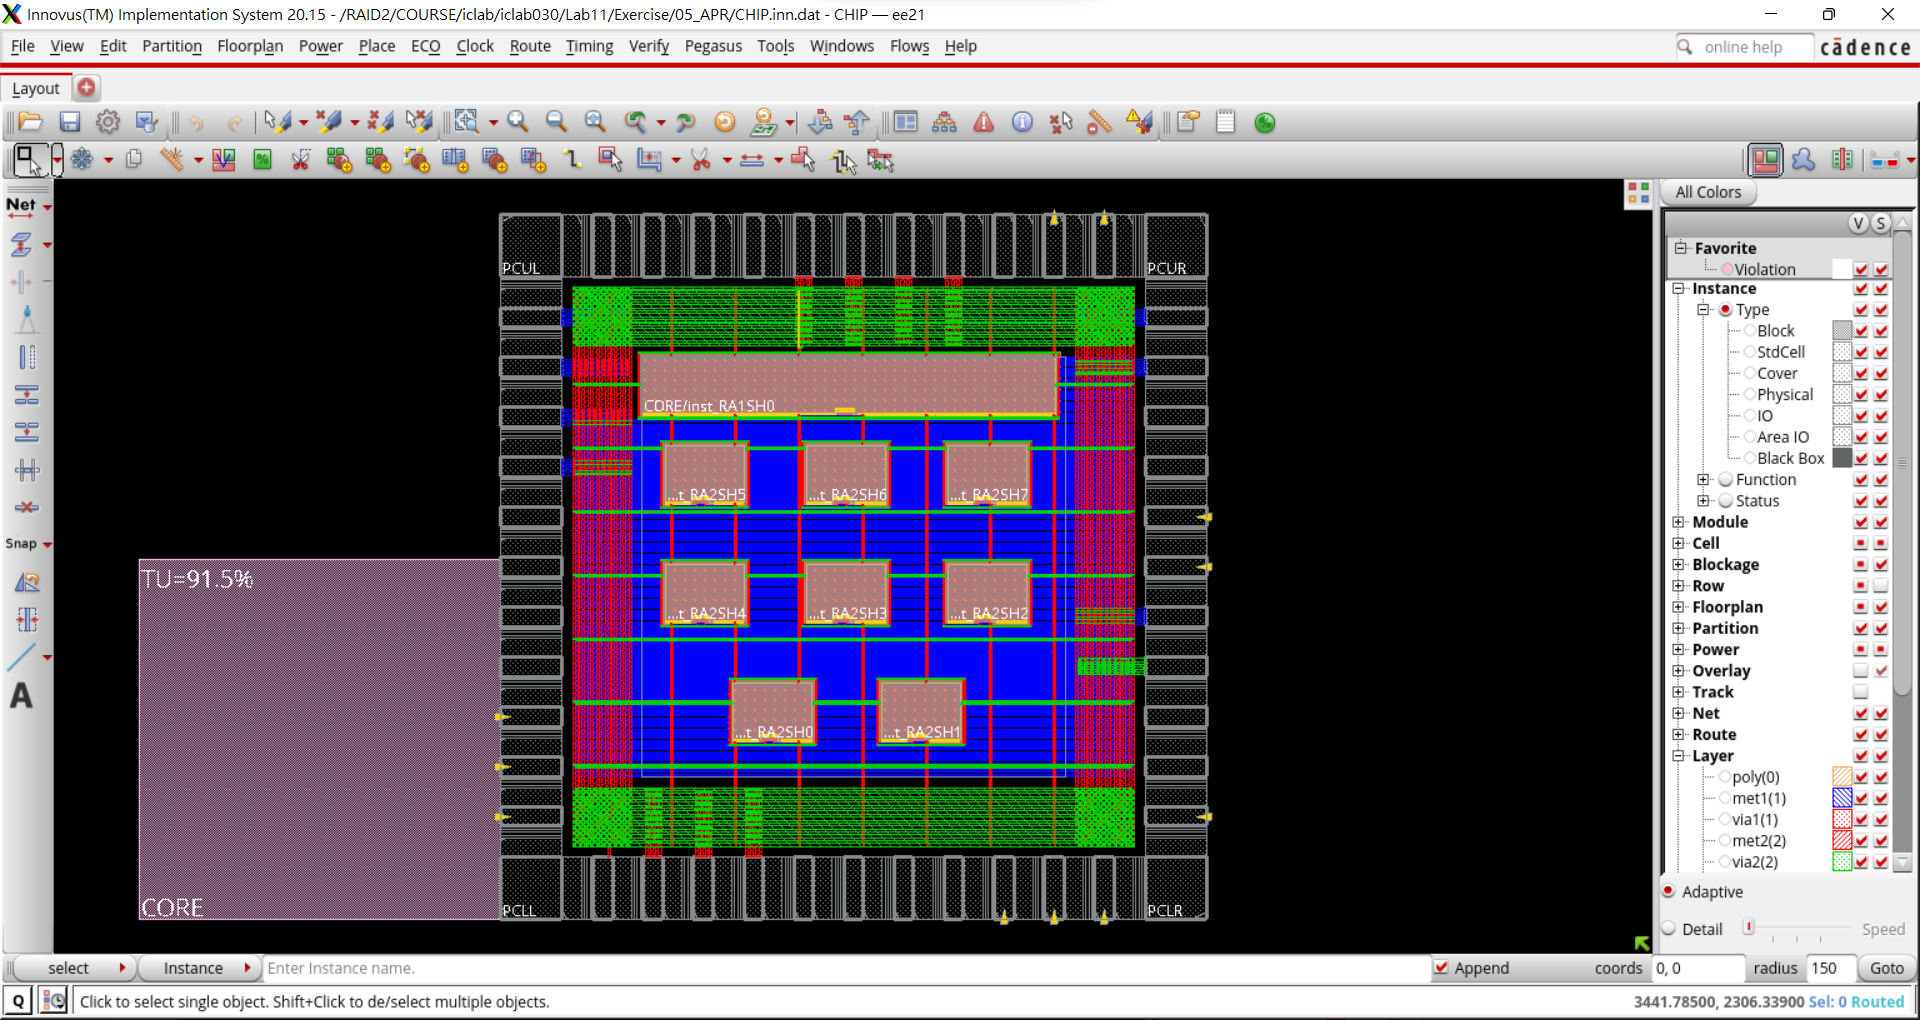 Innovus(TM) Implementation System 20.15 - /RAID2/COURSE/iclab/iclab030/Lab11/Exercise/05_APR/CHIP.inn.dat - CHIP — ee21
File View Edit Partition Floorplan Power Place ECO Clock Route Timing Verify Pegasus Tools Windows Flows Help
online help
cādence
Layout
All Colors
Net
V S
Favorite
Violation
Instance
Type
Block
StdCell
Cover
Physical
IO
Area IO
Black Box
Function
Status
Module
Cell
Blockage
Row
Floorplan
Partition
Power
Overlay
Track
Net
Route
Layer
poly(0)
met1(1)
via1(1)
met2(2)
via2(2)
Adaptive
Detail
Speed
Snap
A
PCUL
PCUR
CORE/inst_RA1SH0
...t_RA2SH5
...t_RA2SH6
...t_RA2SH7
...t_RA2SH4
...t_RA2SH3
...t_RA2SH2
...t_RA2SH0
...t_RA2SH1
TU=91.5%
CORE
PCLL
PCLR
select Instance Enter Instance name. Append coords 0, 0 radius 150 Goto
Q Click to select single object. Shift+Click to de/select multiple objects. 3441.78500, 2306.33900 Sel: 0 Routed